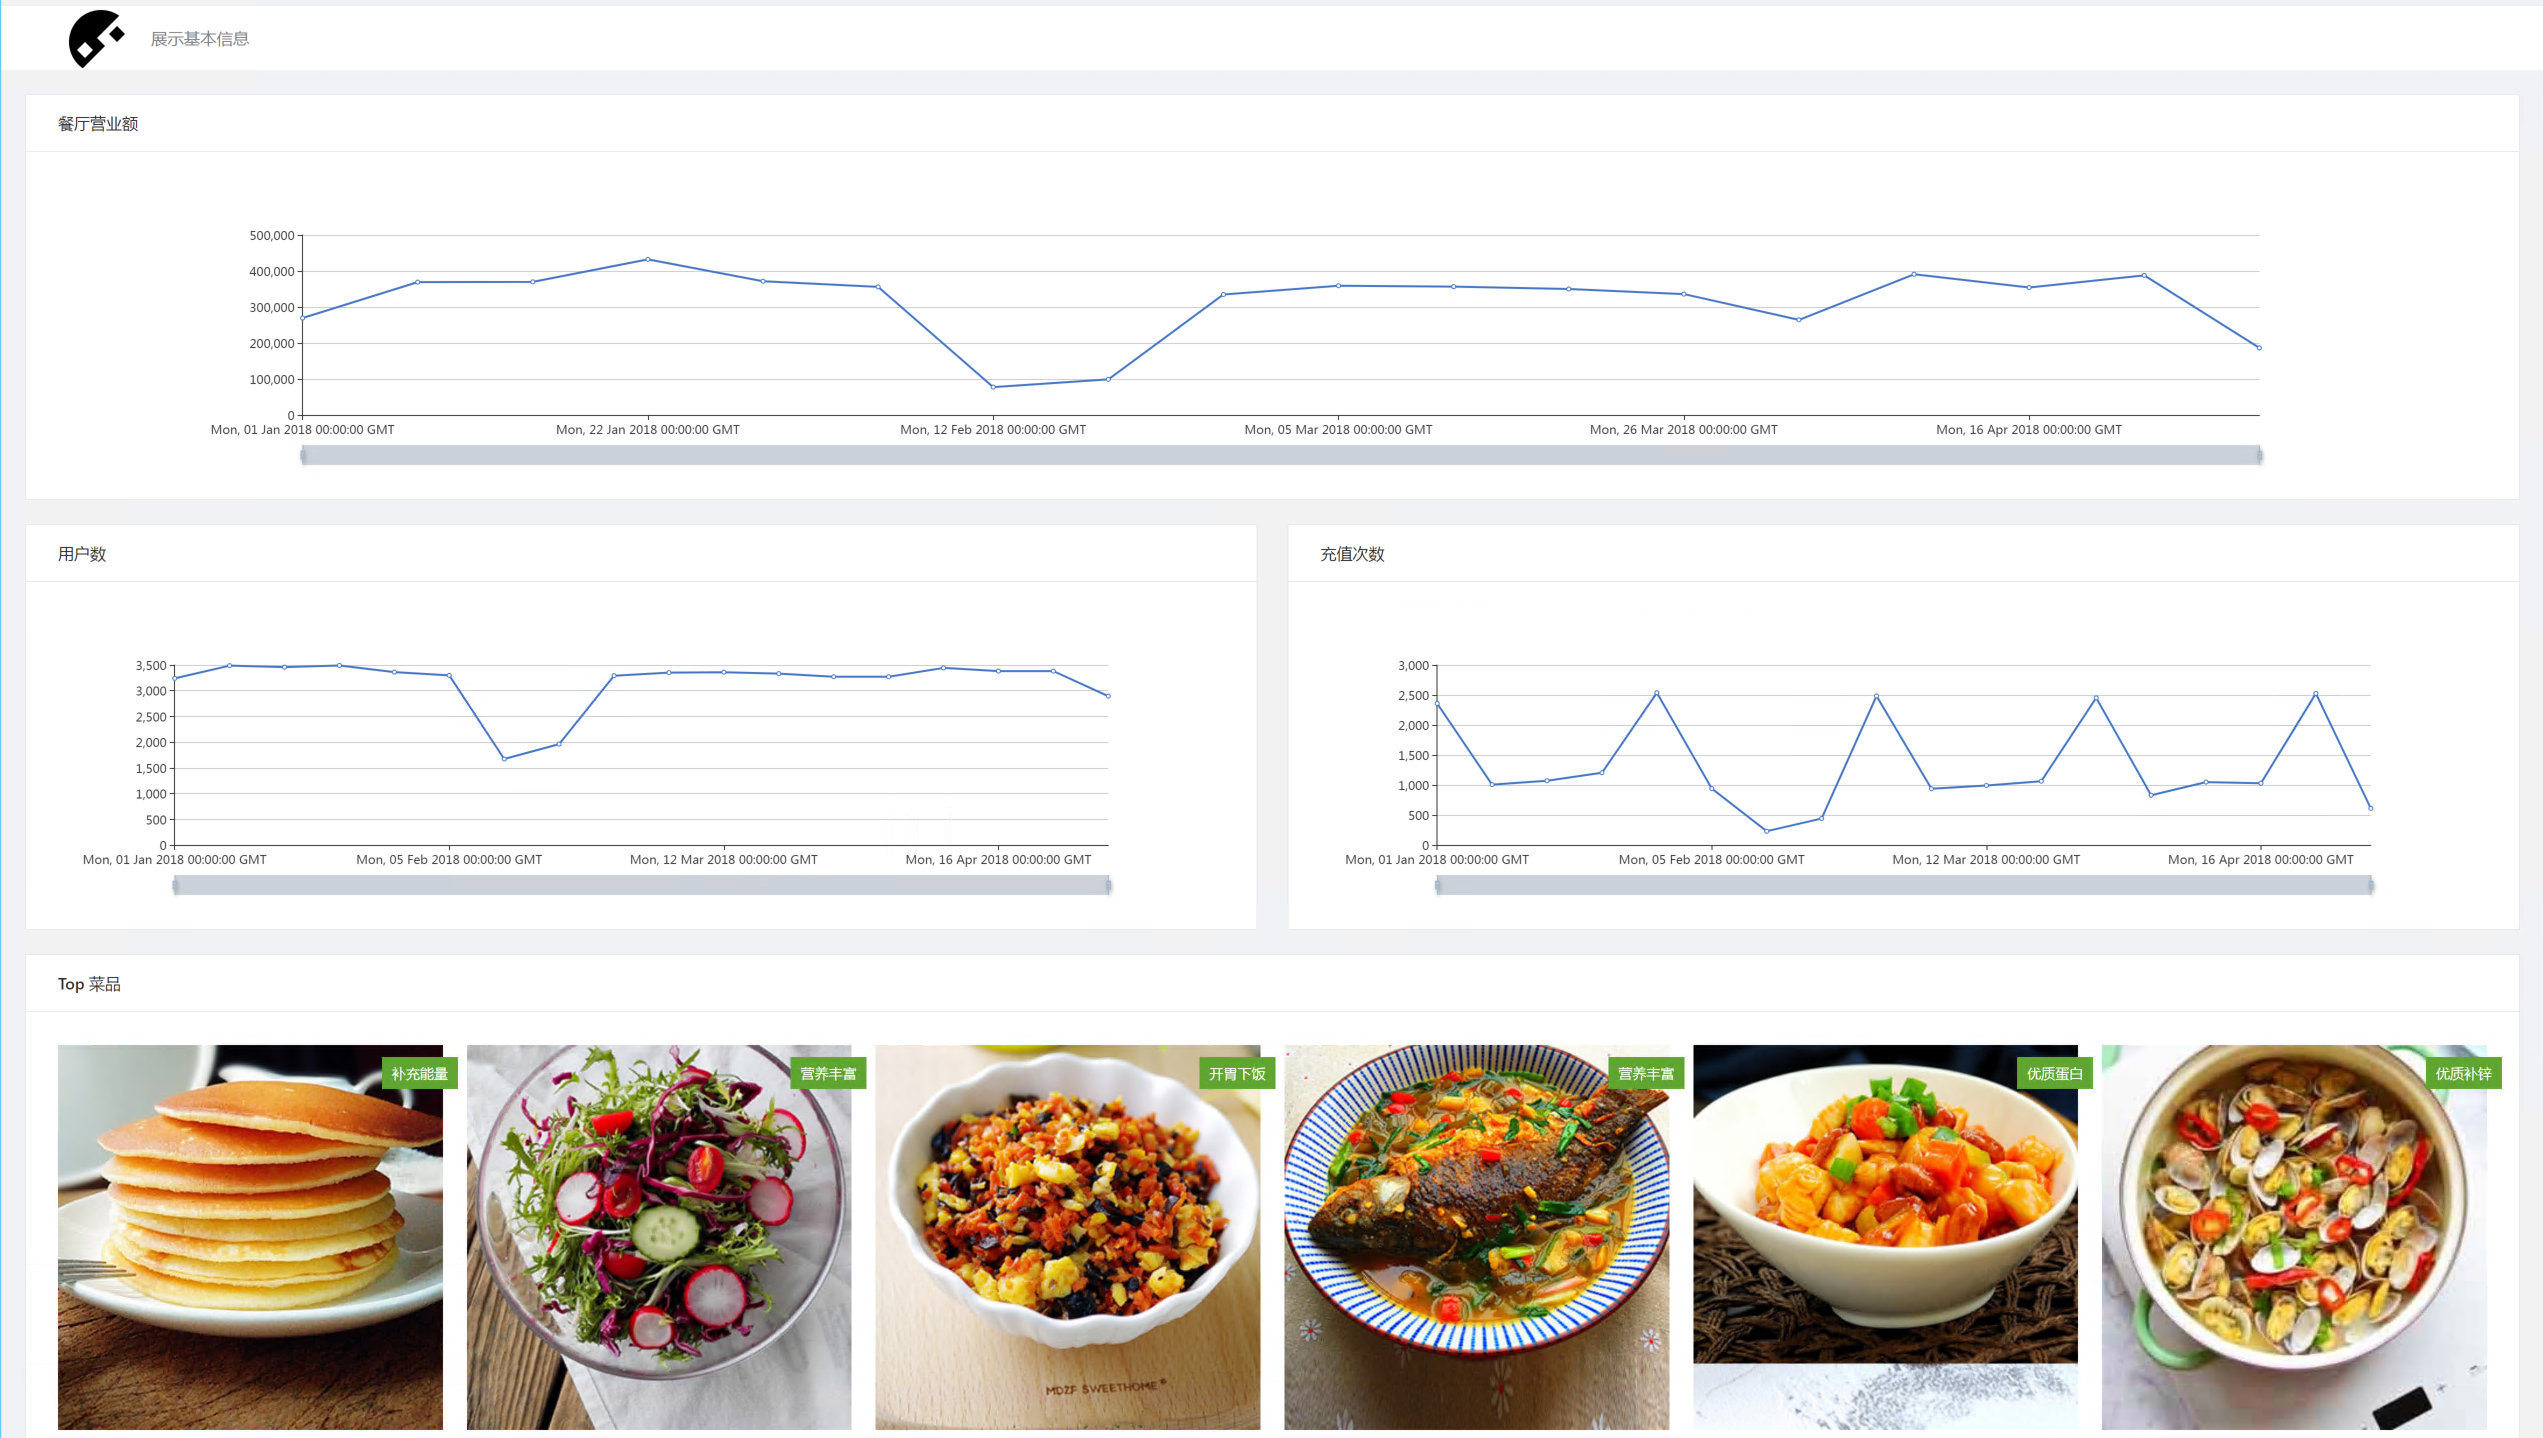 展示基本信息
餐厅营业额
500,000
400,000
300,000
200,000
100,000
0
Mon, 01 Jan 2018 00:00:00 GMT
Mon, 22 Jan 2018 00:00:00 GMT
Mon, 12 Feb 2018 00:00:00 GMT
Mon, 05 Mar 2018 00:00:00 GMT
Mon, 26 Mar 2018 00:00:00 GMT
Mon, 16 Apr 2018 00:00:00 GMT
用户数
3,500
3,000
2,500
2,000
1,500
1,000
500
0
Mon, 01 Jan 2018 00:00:00 GMT
Mon, 05 Feb 2018 00:00:00 GMT
Mon, 12 Mar 2018 00:00:00 GMT
Mon, 16 Apr 2018 00:00:00 GMT
充值次数
3,000
2,500
2,000
1,500
1,000
500
0
Mon, 01 Jan 2018 00:00:00 GMT
Mon, 05 Feb 2018 00:00:00 GMT
Mon, 12 Mar 2018 00:00:00 GMT
Mon, 16 Apr 2018 00:00:00 GMT
Top 菜品
补充能量
营养丰富
开胃下饭
营养丰富
优质蛋白
优质补锌
MDZF SWEETHOME®